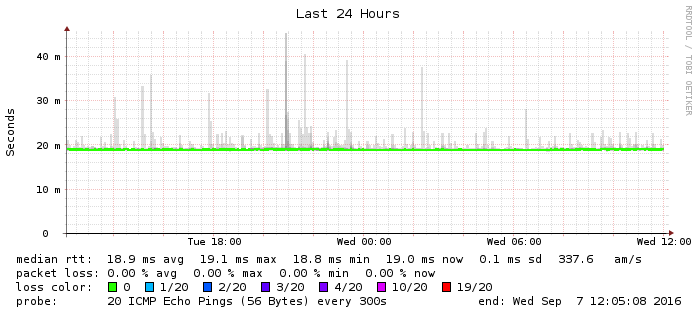 Last 24 Hours
RRDTOOL / TOBI OETIKER
Seconds
40 m
30 m
20 m
10 m
0
Tue 18:00 Wed 00:00 Wed 06:00 Wed 12:00
median rtt: 18.9 ms avg 19.1 ms max 18.8 ms min 19.0 ms now 0.1 ms sd 337.6 am/s
packet loss: 0.00 % avg 0.00 % max 0.00 % min 0.00 % now
loss color: 0 1/20 2/20 3/20 4/20 10/20 19/20
probe: 20 ICMP Echo Pings (56 Bytes) every 300s end: Wed Sep 7 12:05:08 2016